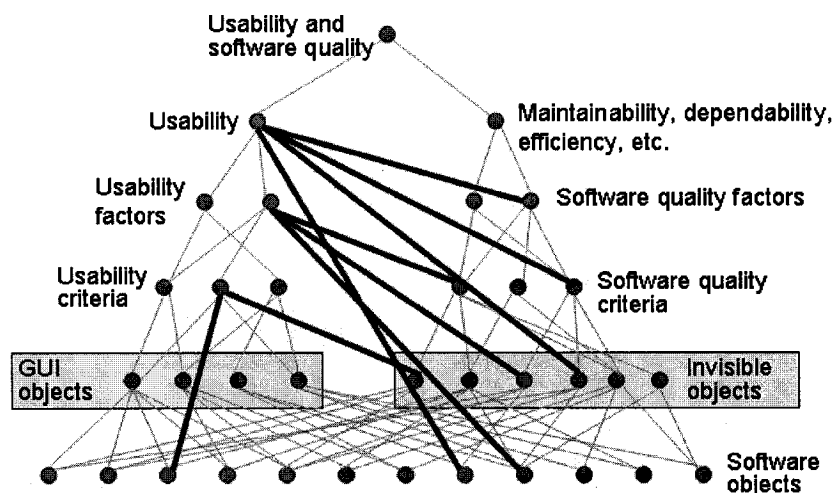 Usability and
software quality
Usability
Maintainability, dependability,
efficiency, etc.
Usability
factors
Software quality factors
Usability
criteria
Software quality
criteria
GUI
objects
Invisible
objects
Software
objects